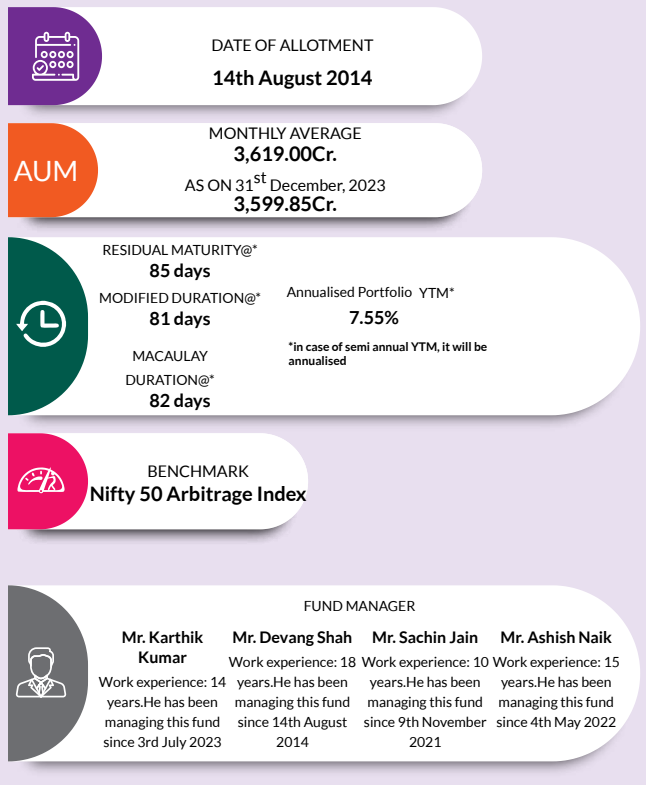 DATE OF ALLOTMENT
14th August 2014
AUM
MONTHLY AVERAGE
3,619.00Cr.
AS ON 31st December, 2023
3,599.85Cr.
RESIDUAL MATURITY@*
85 days
MODIFIED DURATION@*
81 days
MACAULAY
DURATION@*
82 days
Annualised Portfolio YTM*
7.55%
*in case of semi annual YTM, it will be
annualised
BENCHMARK
Nifty 50 Arbitrage Index
FUND MANAGER
Mr. Karthik
Kumar
Work experience: 14
years.He has been
managing this fund
since 3rd July 2023
Mr. Devang Shah
Work experience: 18
years.He has been
managing this fund
since 14th August
2014
Mr. Sachin Jain
Work experience: 10
years.He has been
managing this fund
since 9th November
2021
Mr. Ashish Naik
Work experience: 15
years.He has been
managing this fund
since 4th May 2022